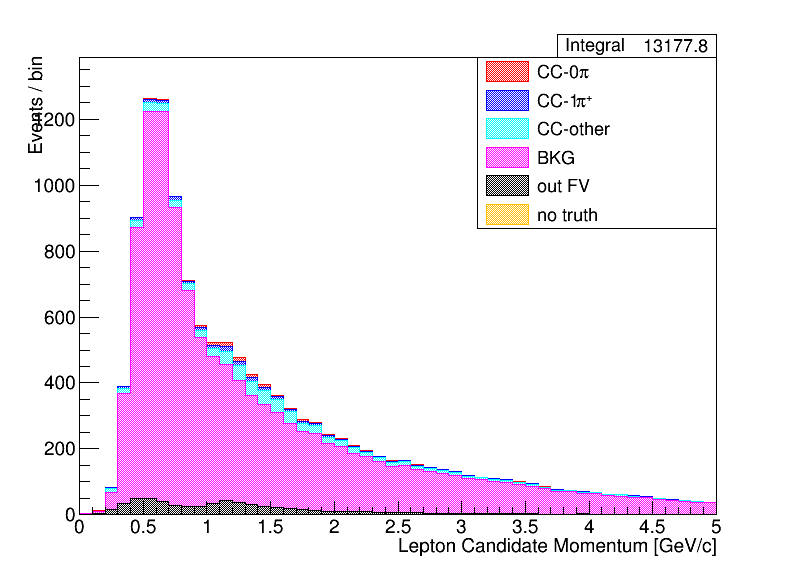 Integral 13177.8
CC-0π
CC-1π⁺
CC-other
BKG
out FV
no truth
Events / bin
1200
1000
800
600
400
200
0
0 0.5 1 1.5 2 2.5 3 3.5 4 4.5 5
Lepton Candidate Momentum [GeV/c]